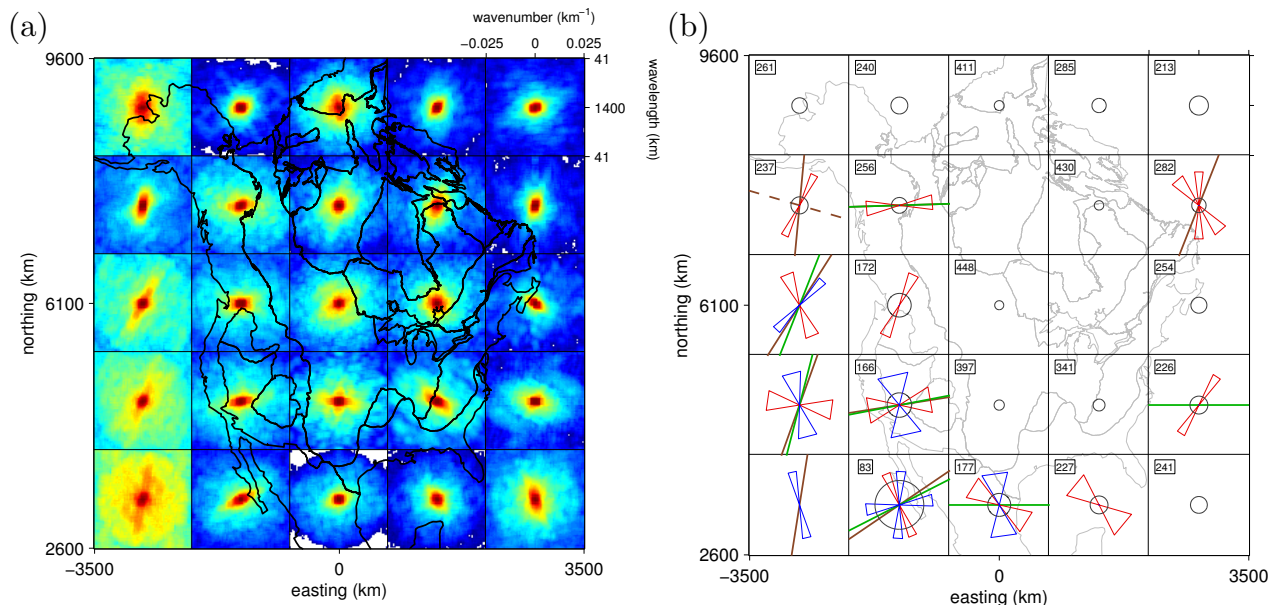 (a)
wavenumber (km⁻¹)
−0.025 0 0.025
9600
6100
2600
northing (km)
41
1400
41
wavelength (km)
−3500 0 3500
easting (km)
(b)
9600
6100
2600
northing (km)
261 240 411 285 213
237 256 430 282
172 448 254
166 397 341 226
83 177 227 241
−3500 0 3500
easting (km)